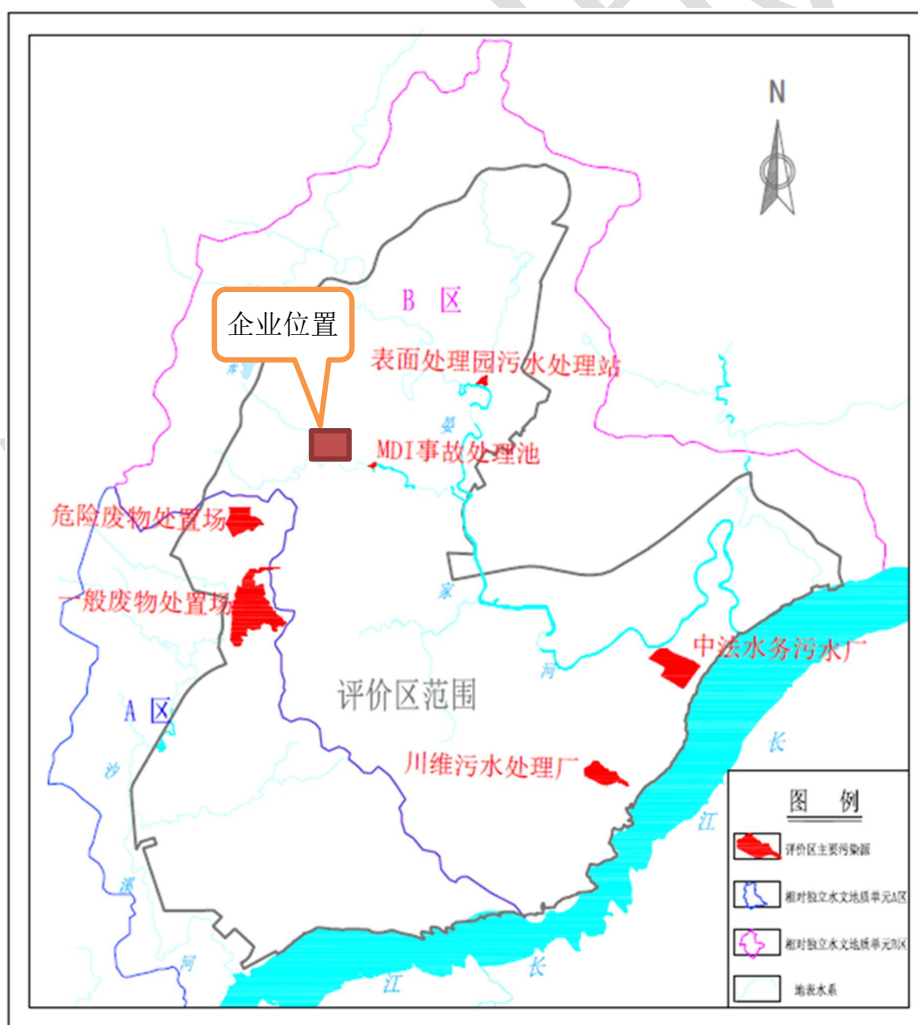 N
B 区
企业位置
表面处理园污水处理站
库
晏
MDI事故处理池
危险废物处置场
一般废物处置场
家
河
中法水务污水厂
评价区范围
A 区
沙
川维污水处理厂
长
江
图 例
评价区主要污染源
相对独立水文地质单元A区
溪
相对独立水文地质单元B区
河
长
江
地表水系